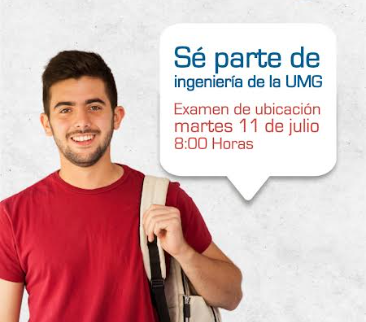 Sé parte de
ingeniería de la UMG
Examen de ubicación
martes 11 de julio
8:00 Horas